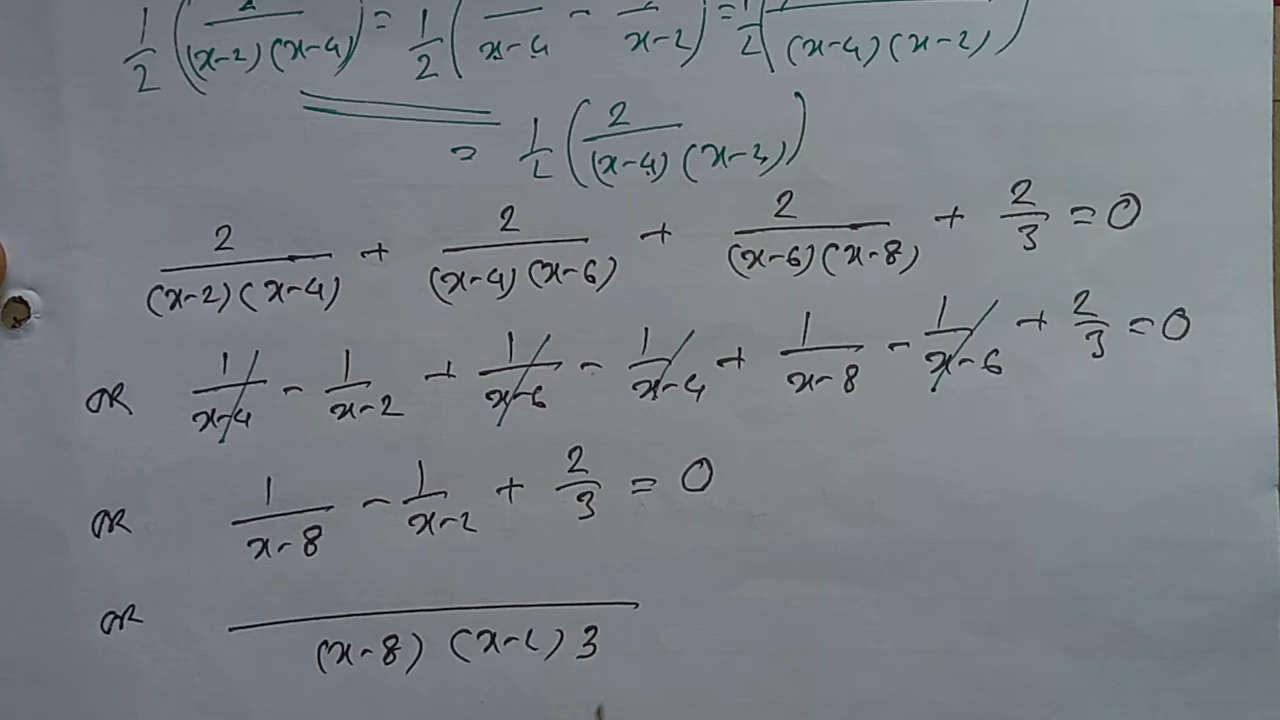 1/2 (/(x-2)(x-4)) = 1/2 (/x-4 - /x-2) = 1/2 (/(x-4)(x-2))
= 1/2 (2/(x-4)(x-2))
2/(x-2)(x-4) + 2/(x-4)(x-6) + 2/(x-6)(x-8) + 2/3 = 0
OR 1/x-4 - 1/x-2 + 1/x-6 - 1/x-4 + 1/x-8 - 1/x-6 + 2/3 = 0
OR 1/x-8 - 1/x-2 + 2/3 = 0
OR /(x-8)(x-2)3